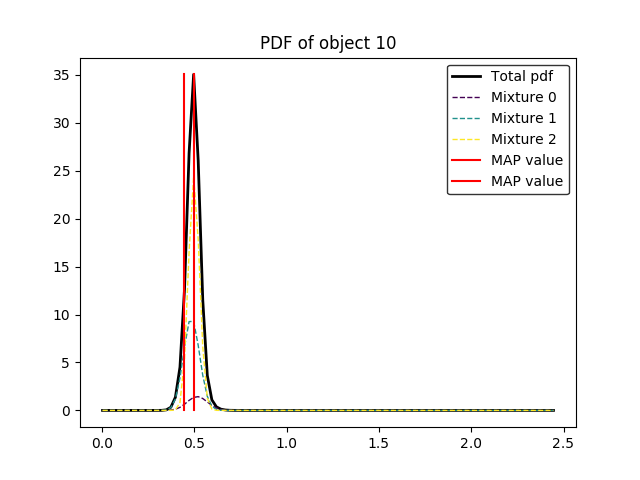 PDF of object 10
Total pdf
Mixture 0
Mixture 1
Mixture 2
MAP value
MAP value
35
30
25
20
15
10
5
0
0.0 0.5 1.0 1.5 2.0 2.5